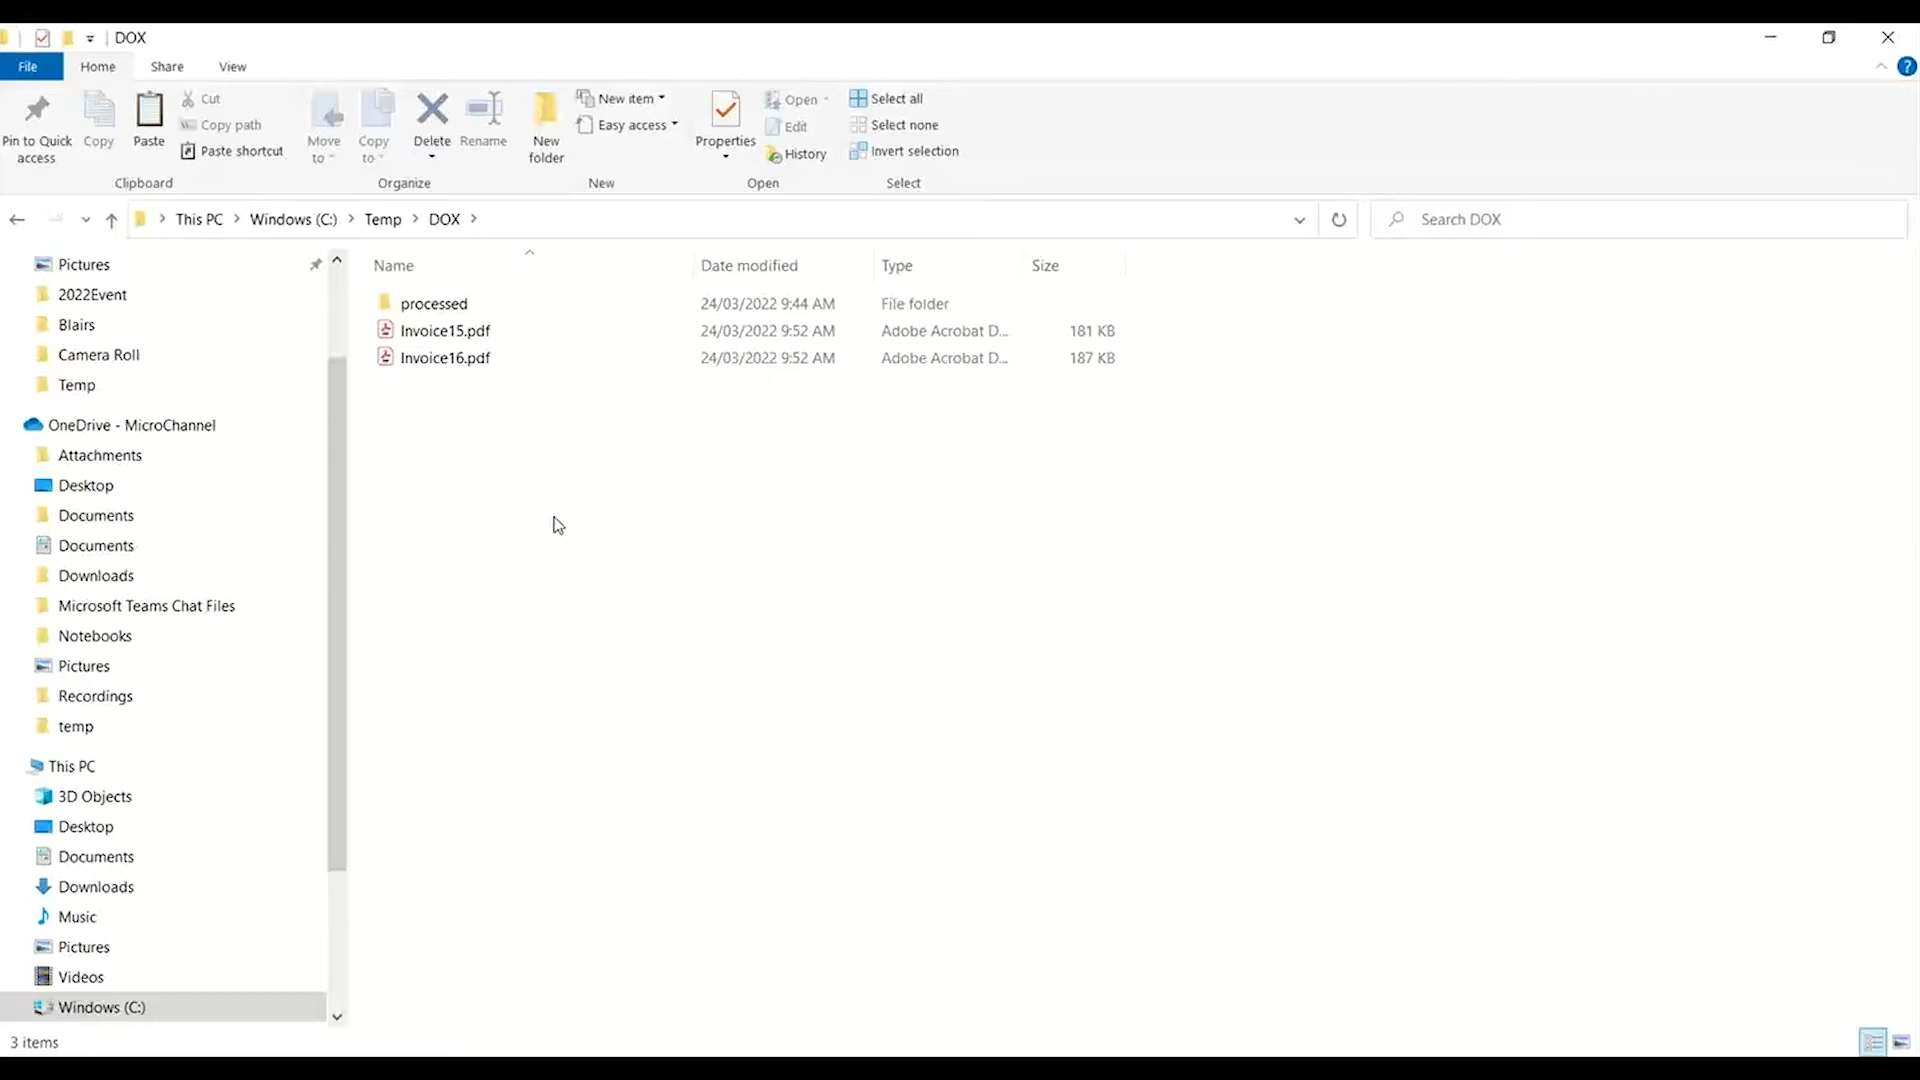 DOX
File Home Share View
Pin to Quick access
Copy
Paste
Cut
Copy path
Paste shortcut
Clipboard
Move to
Copy to
Delete
Rename
Organize
New folder
New item
Easy access
New
Properties
Open
Edit
History
Open
Select all
Select none
Invert selection
Select
This PC > Windows (C:) > Temp > DOX >
Search DOX
Pictures
2022Event
Blairs
Camera Roll
Temp
OneDrive - MicroChannel
Attachments
Desktop
Documents
Documents
Downloads
Microsoft Teams Chat Files
Notebooks
Pictures
Recordings
temp
This PC
3D Objects
Desktop
Documents
Downloads
Music
Pictures
Videos
Windows (C:)
Name Date modified Type Size
processed 24/03/2022 9:44 AM File folder
Invoice15.pdf 24/03/2022 9:52 AM Adobe Acrobat D... 181 KB
Invoice16.pdf 24/03/2022 9:52 AM Adobe Acrobat D... 187 KB
3 items